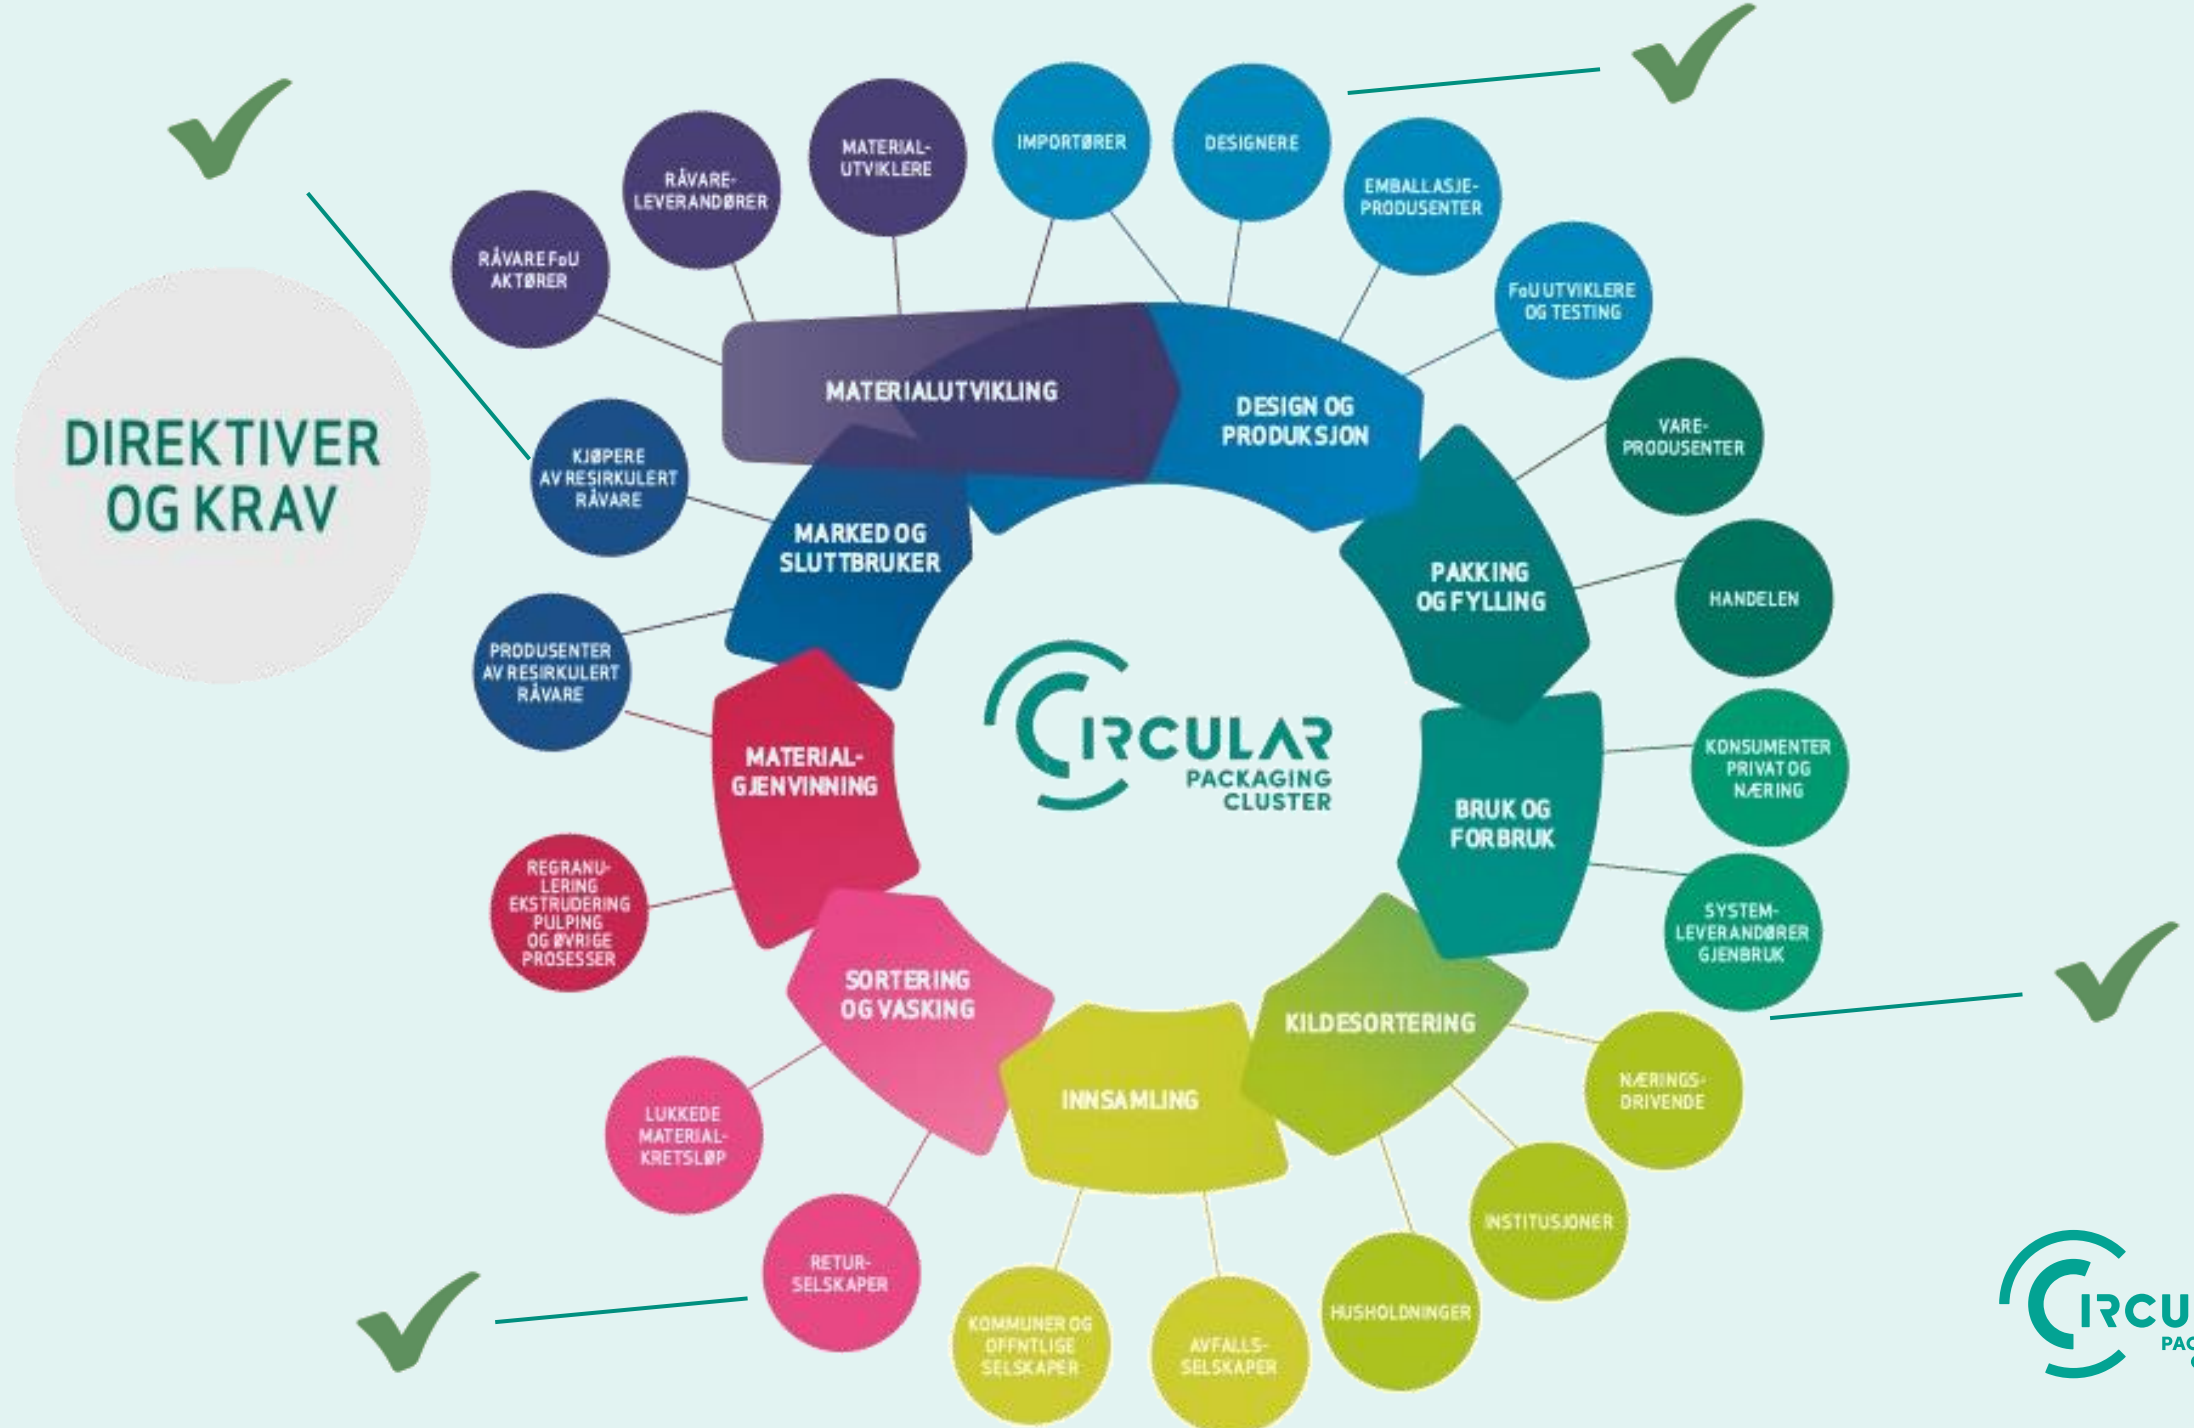 DIREKTIVER
OG KRAV
RÅVARE FoU
AKTØRER
RÅVARE-
LEVERANDØRER
MATERIAL-
UTVIKLERE
IMPORTØRER
DESIGNERE
EMBALLASJE-
PRODUSENTER
FoU UTVIKLERE
OG TESTING
VARE-
PRODUSENTER
HANDELEN
KONSUMENTER
PRIVAT OG
NÆRING
SYSTEM-
LEVERANDØRER
GJENBRUK
NÆRINGS-
DRIVENDE
INSTITUSJONER
HUSHOLDNINGER
AVFALLS-
SELSKAPER
KOMMUNER OG
OFFNTLIGE
SELSKAPER
RETUR-
SELSKAPER
LUKKEDE
MATERIAL-
KRETSLØP
REGRANU-
LERING
EKSTRUDERING
PULPING
OG ØVRIGE
PROSESSER
PRODUSENTER
AV RESIRKULERT
RÅVARE
KJØPERE
AV RESIRKULERT
RÅVARE
MATERIALUTVIKLING
DESIGN OG
PRODUKSJON
PAKKING
OG FYLLING
BRUK OG
FORBRUK
KILDESORTERING
INNSAMLING
SORTERING
OG VASKING
MATERIAL-
GJENVINNING
MARKED OG
SLUTTBRUKER
CIRCULAR
PACKAGING
CLUSTER
CIRCU
PAC